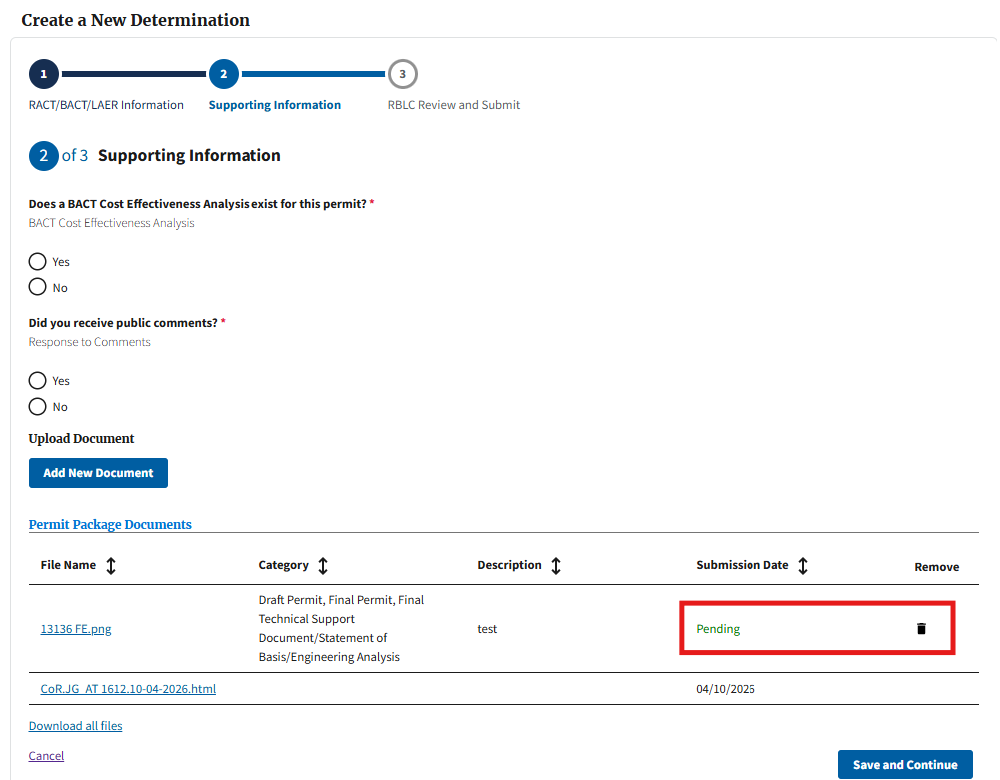 Create a New Determination
1
2
3
RACT/BACT/LAER Information
Supporting Information
RBLC Review and Submit
2 of 3 Supporting Information
Does a BACT Cost Effectiveness Analysis exist for this permit? *
BACT Cost Effectiveness Analysis
Yes
No
Did you receive public comments? *
Response to Comments
Yes
No
Upload Document
Add New Document
Permit Package Documents
File Name
Category
Description
Submission Date
Remove
13136 FE.png
Draft Permit, Final Permit, Final
Technical Support
Document/Statement of
Basis/Engineering Analysis
test
Pending
CoR.JG_AT 1612.10-04-2026.html
04/10/2026
Download all files
Cancel
Save and Continue